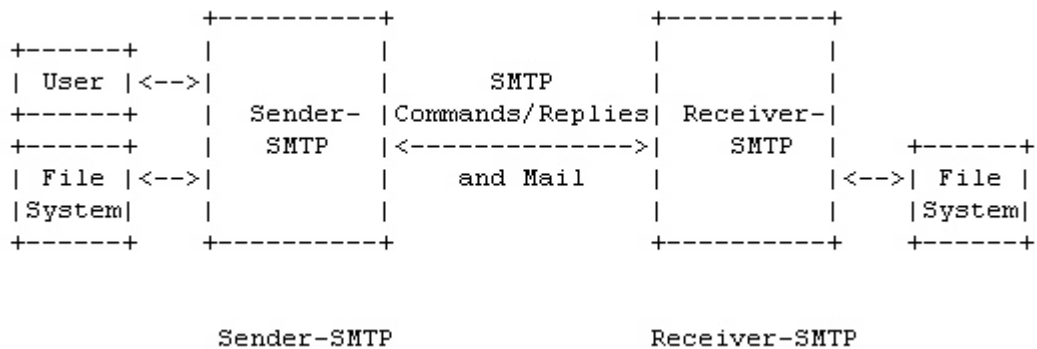 User
SMTP
Sender- Commands/Replies Receiver-
SMTP SMTP
File and Mail File
System System
Sender-SMTP Receiver-SMTP